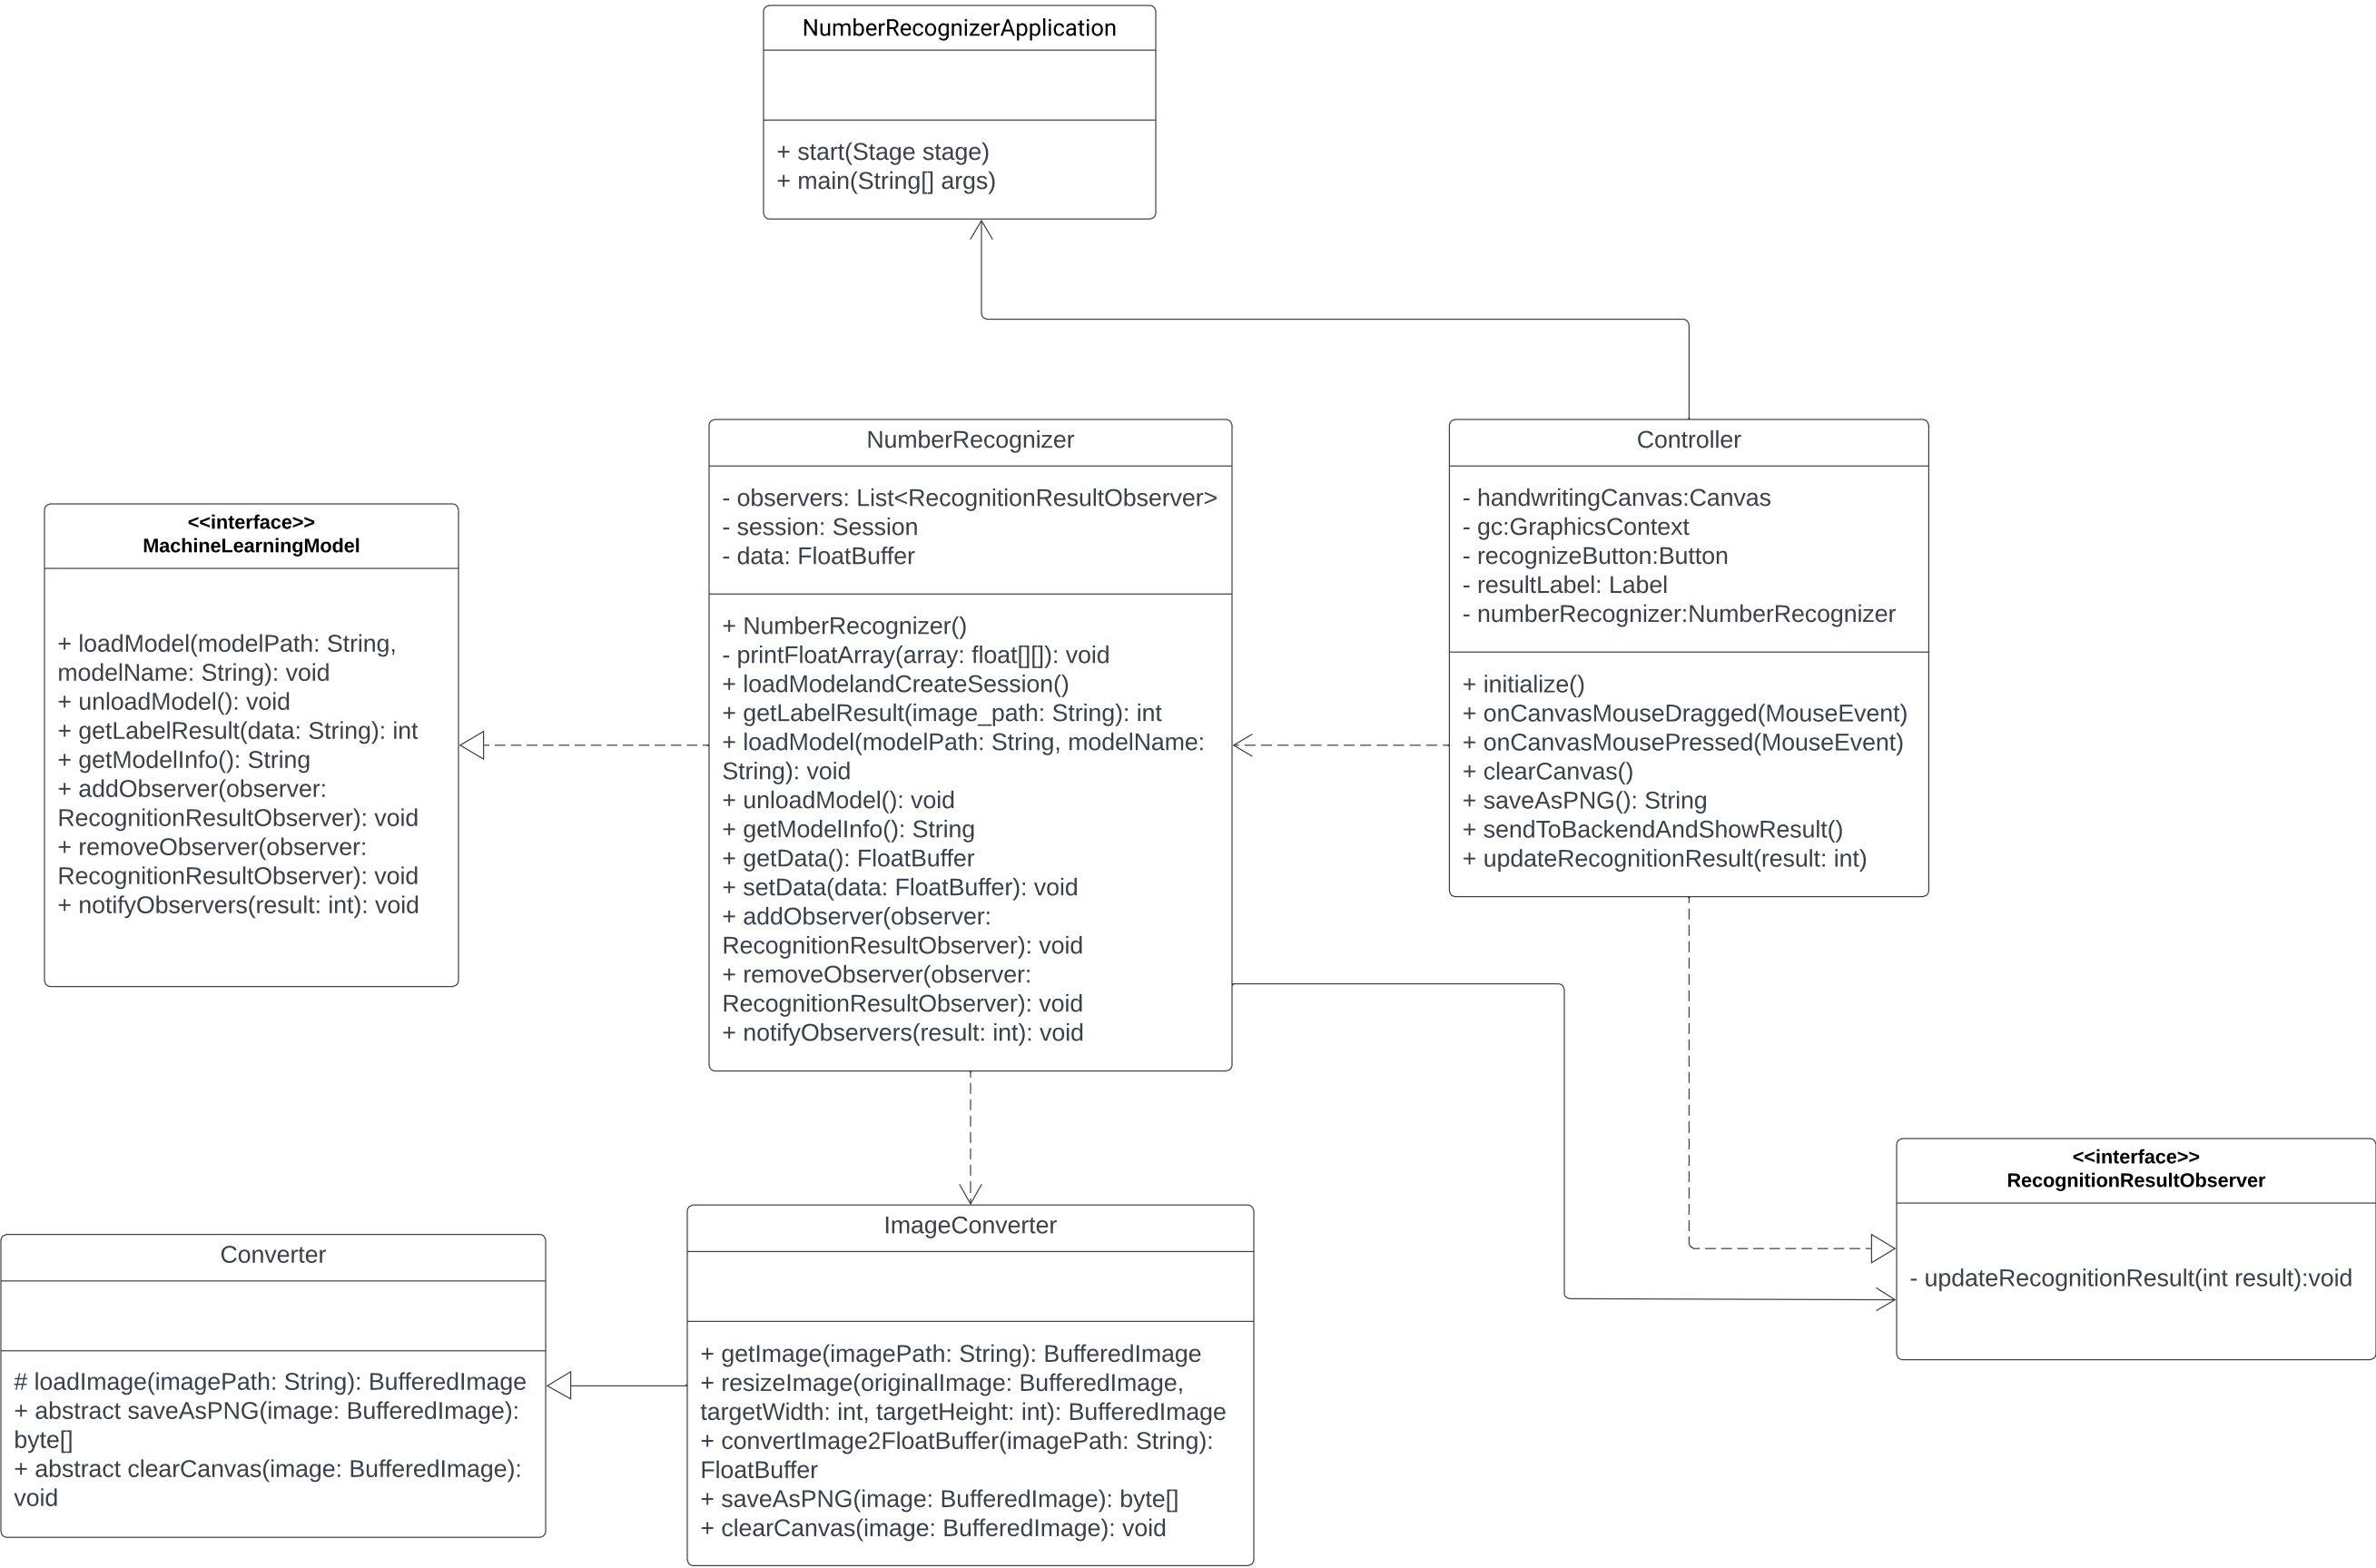 NumberRecognizerApplication
+ start(Stage stage)
+ main(String[] args)
<<interface>>
MachineLearningModel
+ loadModel(modelPath: String,
modelName: String): void
+ unloadModel(): void
+ getLabelResult(data: String): int
+ getModelInfo(): String
+ addObserver(observer:
RecognitionResultObserver): void
+ removeObserver(observer:
RecognitionResultObserver): void
+ notifyObservers(result: int): void
NumberRecognizer
- observers: List<RecognitionResultObserver>
- session: Session
- data: FloatBuffer
+ NumberRecognizer()
- printFloatArray(array: float[][]): void
+ loadModelandCreateSession()
+ getLabelResult(image_path: String): int
+ loadModel(modelPath: String, modelName:
String): void
+ unloadModel(): void
+ getModelInfo(): String
+ getData(): FloatBuffer
+ setData(data: FloatBuffer): void
+ addObserver(observer:
RecognitionResultObserver): void
+ removeObserver(observer:
RecognitionResultObserver): void
+ notifyObservers(result: int): void
Controller
- handwritingCanvas:Canvas
- gc:GraphicsContext
- recognizeButton:Button
- resultLabel: Label
- numberRecognizer:NumberRecognizer
+ initialize()
+ onCanvasMouseDragged(MouseEvent)
+ onCanvasMousePressed(MouseEvent)
+ clearCanvas()
+ saveAsPNG(): String
+ sendToBackendAndShowResult()
+ updateRecognitionResult(result: int)
Converter
# loadImage(imagePath: String): BufferedImage
+ abstract saveAsPNG(image: BufferedImage):
byte[]
+ abstract clearCanvas(image: BufferedImage):
void
ImageConverter
+ getImage(imagePath: String): BufferedImage
+ resizeImage(originalImage: BufferedImage,
targetWidth: int, targetHeight: int): BufferedImage
+ convertImage2FloatBuffer(imagePath: String):
FloatBuffer
+ saveAsPNG(image: BufferedImage): byte[]
+ clearCanvas(image: BufferedImage): void
<<interface>>
RecognitionResultObserver
- updateRecognitionResult(int result):void